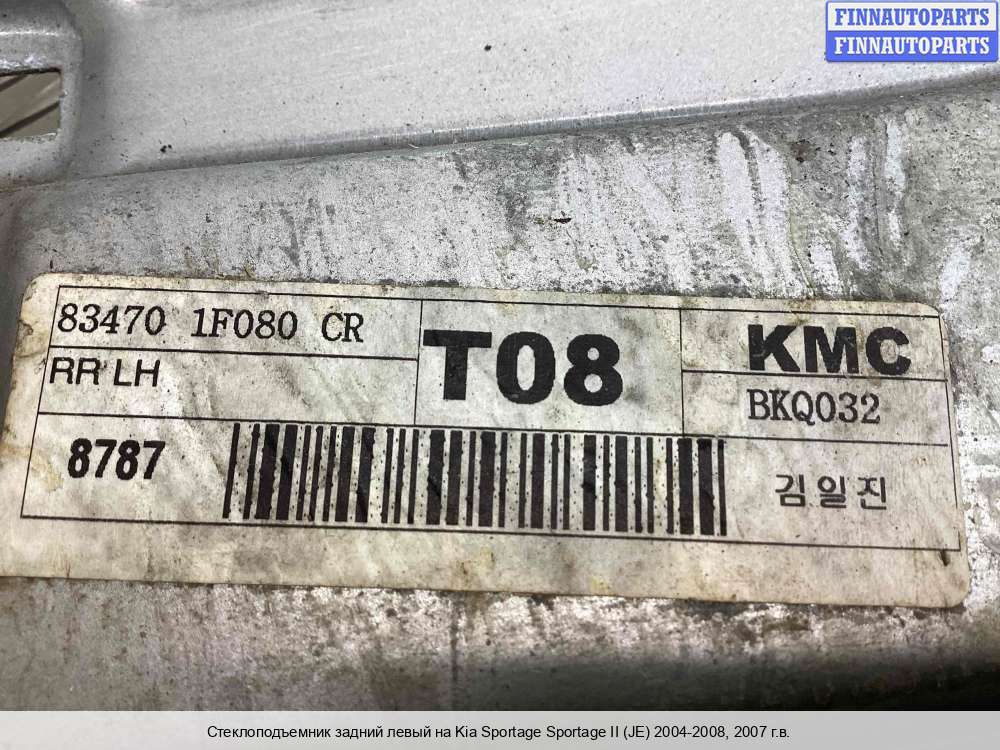 FINNAUTOPARTS
FINNAUTOPARTS
83470 1F080 CR
RR LH
T08
KMC
BKQ032
8787
김일진
Стеклоподъемник задний левый на Kia Sportage Sportage II (JE) 2004-2008, 2007 г.в.